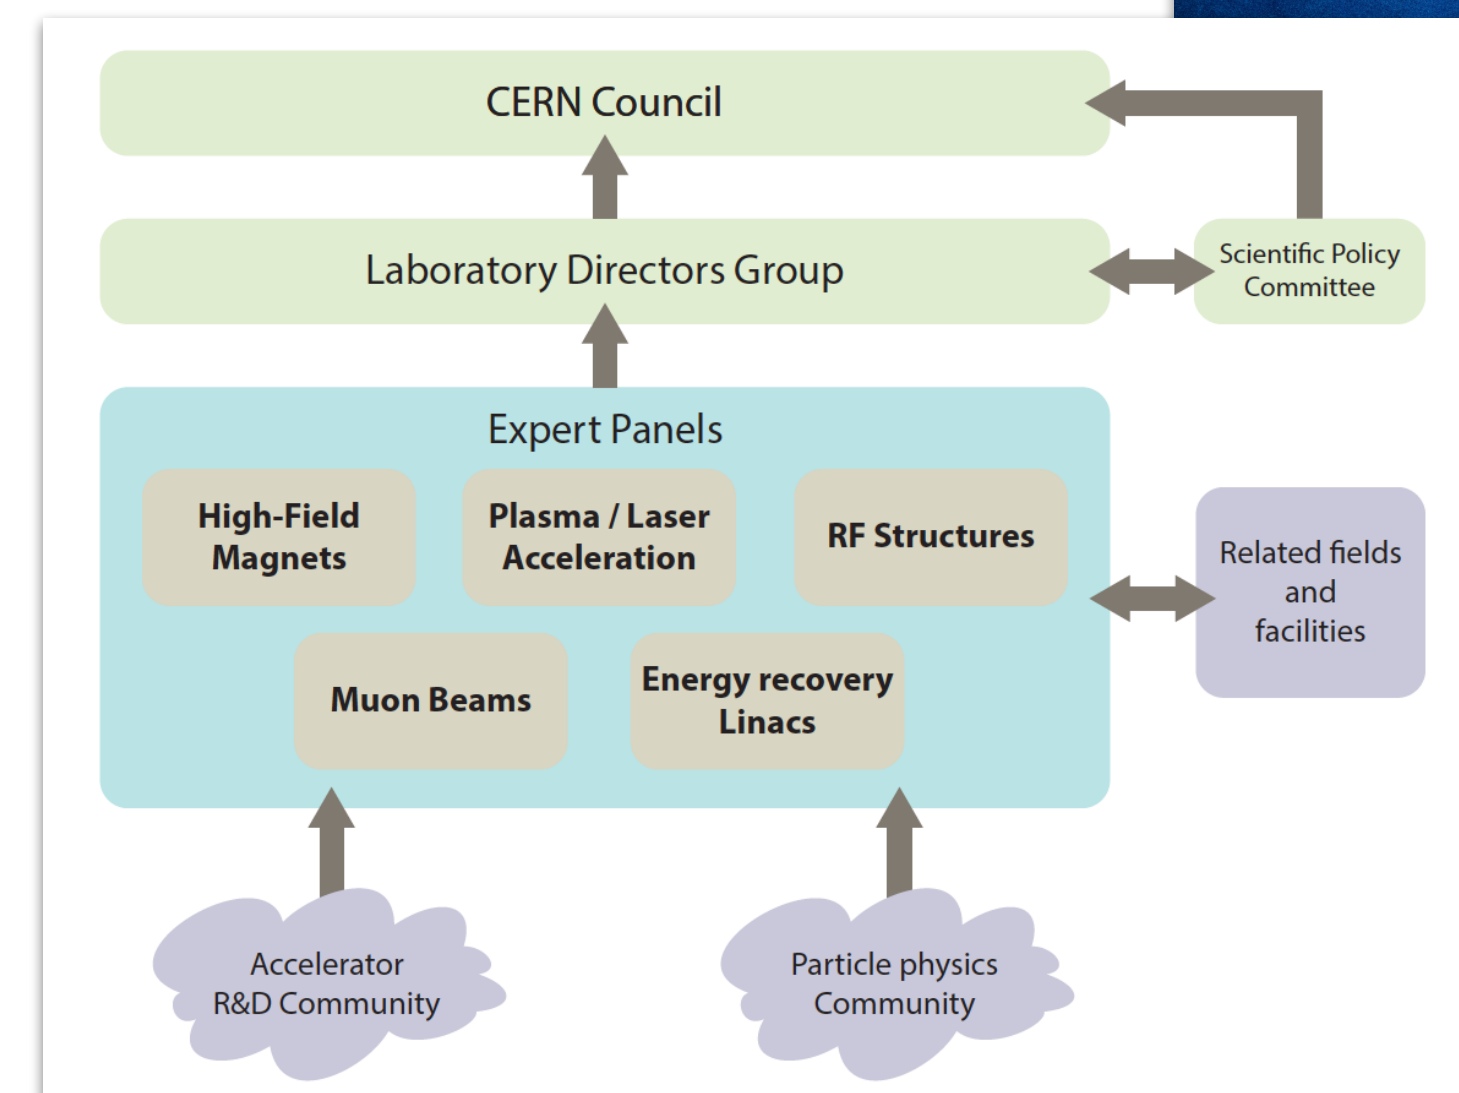 CERN Council
Laboratory Directors Group
Scientific Policy
Committee
Expert Panels
High-Field
Magnets
Plasma / Laser
Acceleration
RF Structures
Muon Beams
Energy recovery
Linacs
Related fields
and
facilities
Accelerator
R&D Community
Particle physics
Community